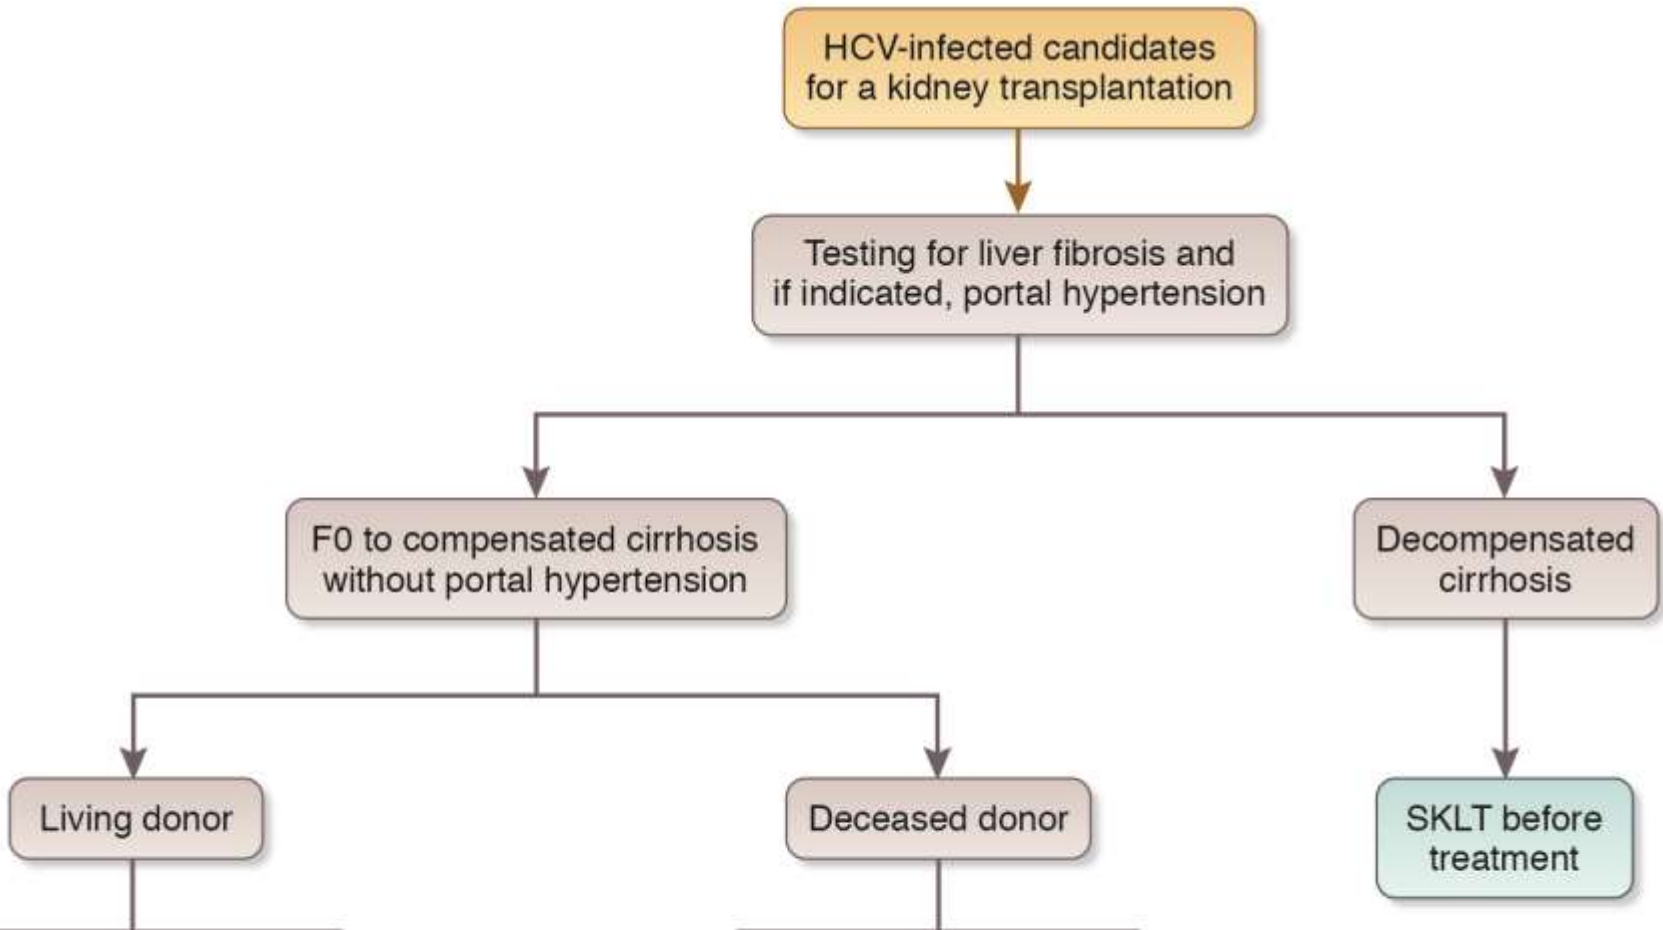 HCV-infected candidates
for a kidney transplantation
Testing for liver fibrosis and
if indicated, portal hypertension
F0 to compensated cirrhosis
without portal hypertension
Decompensated
cirrhosis
Living donor
Deceased donor
SKLT before
treatment